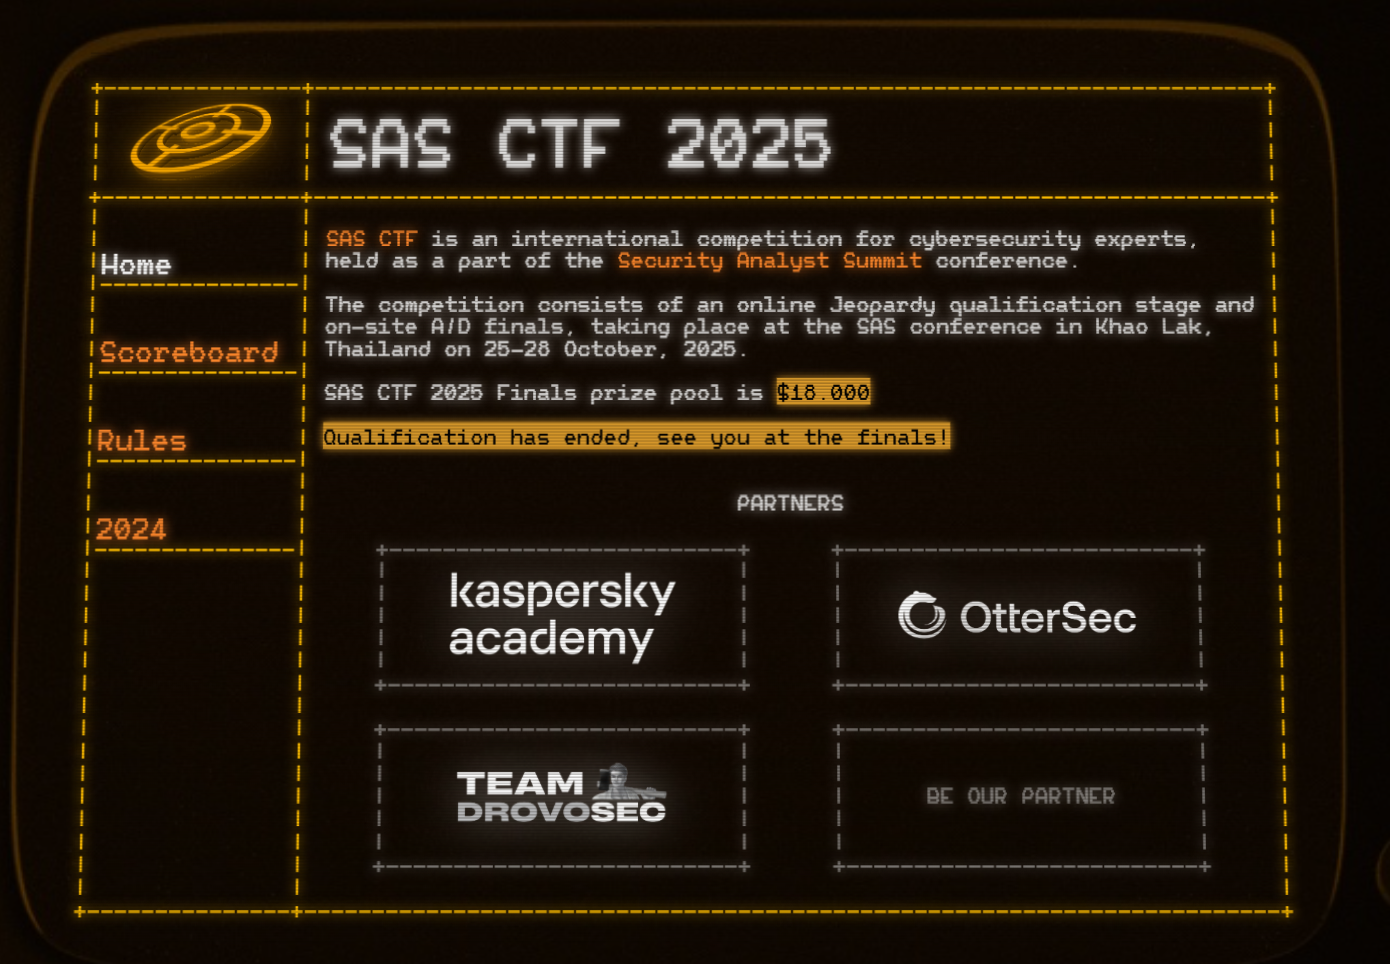 SAS CTF 2025
Home
Scoreboard
Rules
2024
SAS CTF is an international competition for cybersecurity experts,
held as a part of the Security Analyst Summit conference.
The competition consists of an online Jeopardy qualification stage and
on-site A/D finals, taking place at the SAS conference in Khao Lak,
Thailand on 25-28 October, 2025.
SAS CTF 2025 Finals prize pool is $18.000
Qualification has ended, see you at the finals!
PARTNERS
kaspersky
academy
OtterSec
TEAM
DROVOSEC
BE OUR PARTNER